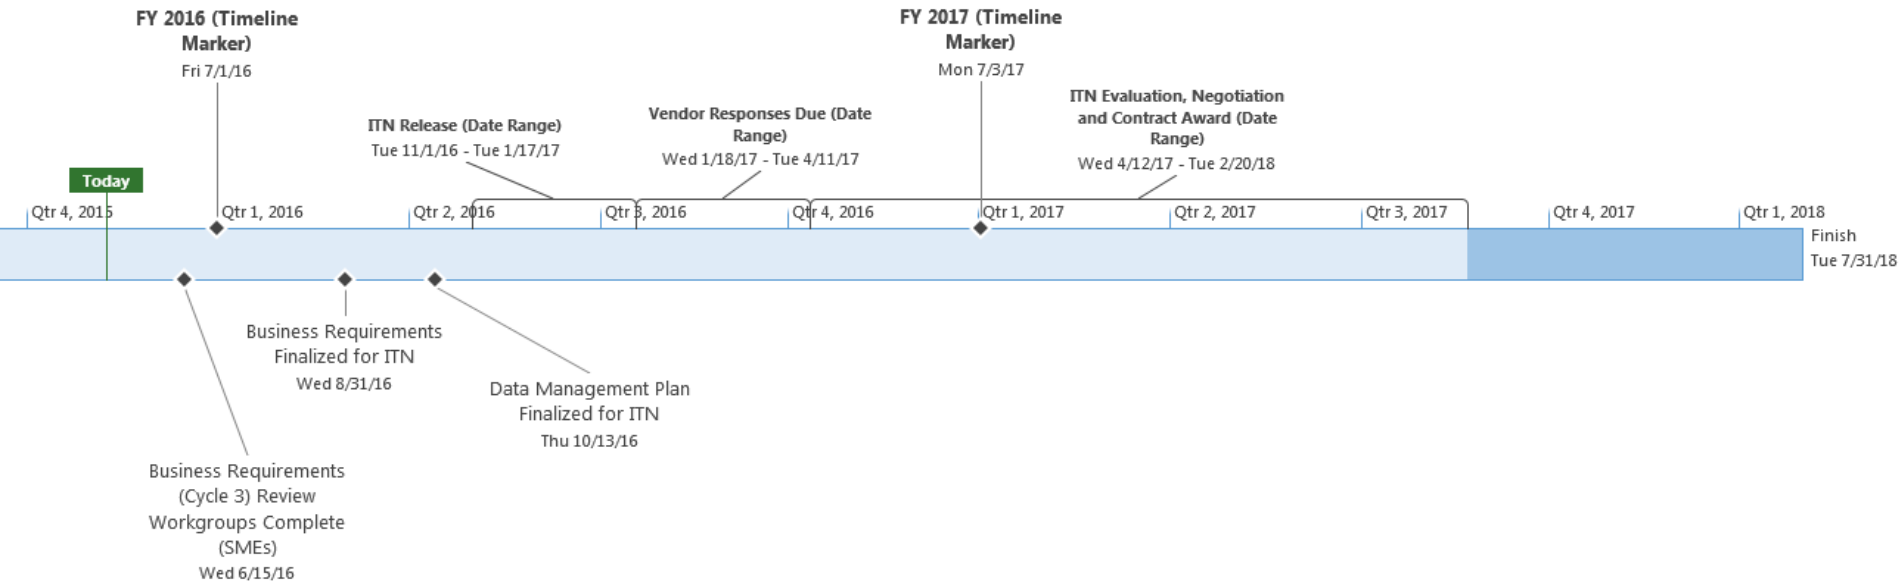 FY 2016 (Timeline
Marker)
Fri 7/1/16
FY 2017 (Timeline
Marker)
Mon 7/3/17
ITN Release (Date Range)
Tue 11/1/16 - Tue 1/17/17
Vendor Responses Due (Date
Range)
Wed 1/18/17 - Tue 4/11/17
ITN Evaluation, Negotiation
and Contract Award (Date
Range)
Wed 4/12/17 - Tue 2/20/18
Today
Qtr 4, 2015
Qtr 1, 2016
Qtr 2, 2016
Qtr 3, 2016
Qtr 4, 2016
Qtr 1, 2017
Qtr 2, 2017
Qtr 3, 2017
Qtr 4, 2017
Qtr 1, 2018
Finish
Tue 7/31/18
Business Requirements
Finalized for ITN
Wed 8/31/16
Data Management Plan
Finalized for ITN
Thu 10/13/16
Business Requirements
(Cycle 3) Review
Workgroups Complete
(SMEs)
Wed 6/15/16